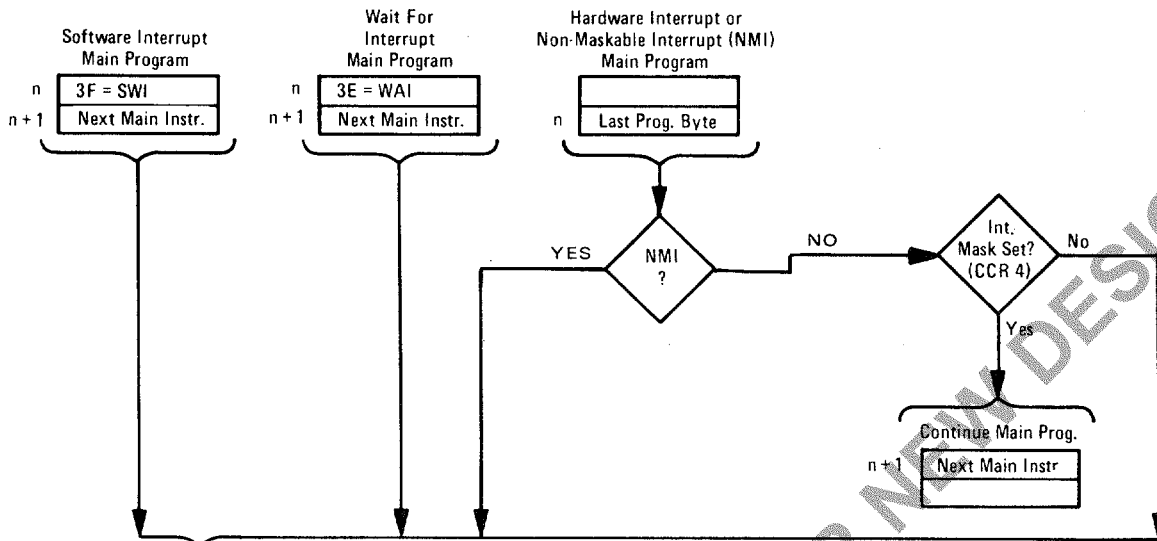 Software Interrupt
Main Program
n 3F = SWI
n + 1 Next Main Instr.
Wait For
Interrupt
Main Program
n 3E = WAI
n + 1 Next Main Instr.
Hardware Interrupt or
Non-Maskable Interrupt (NMI)
Main Program
n Last Prog. Byte
YES
NMI
?
NO
Int.
Mask Set?
(CCR 4)
No
Yes
Continue Main Prog.
n + 1 Next Main Instr
NEW DESIG